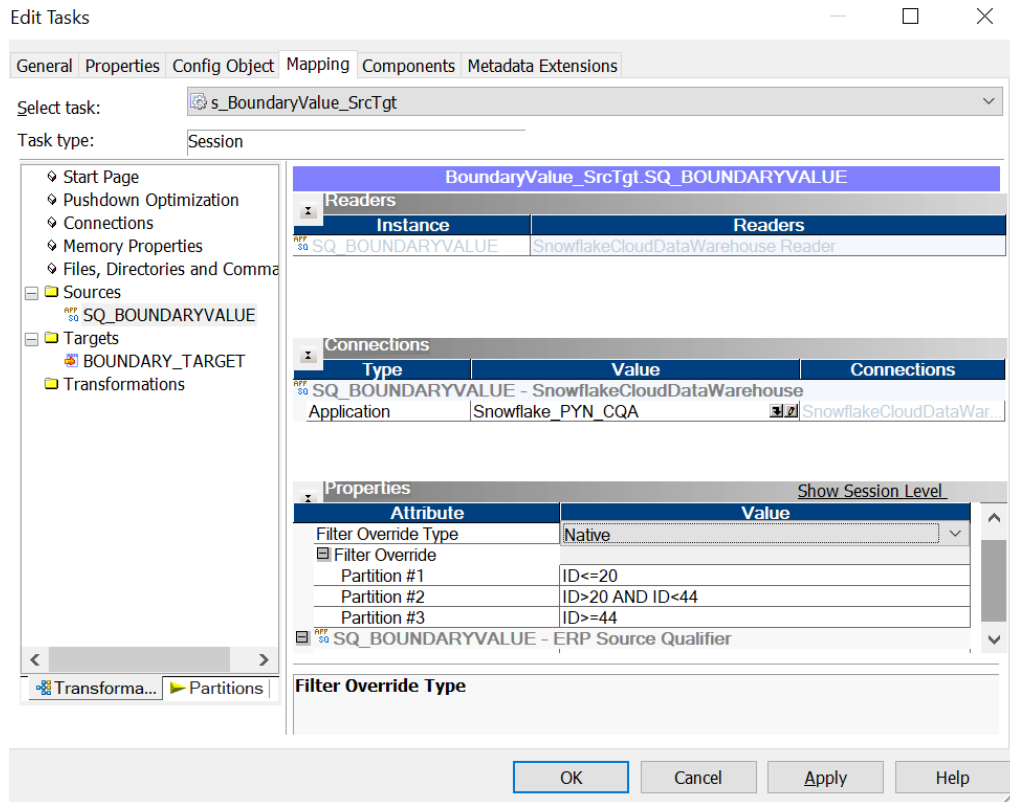 Edit Tasks
General Properties Config Object Mapping Components Metadata Extensions
Select task: s_BoundaryValue_SrcTgt
Task type: Session
Start Page
Pushdown Optimization
Connections
Memory Properties
Files, Directories and Comma
Sources
SQ_BOUNDARYVALUE
Targets
BOUNDARY_TARGET
Transformations
Transforma... Partitions
BoundaryValue_SrcTgt.SQ_BOUNDARYVALUE
Readers
Instance Readers
SQ_BOUNDARYVALUE SnowflakeCloudDataWarehouse Reader
Connections
Type Value Connections
SQ_BOUNDARYVALUE - SnowflakeCloudDataWarehouse
Application Snowflake_PYN_CQA SnowflakeCloudDataWar...
Properties Show Session Level
Attribute Value
Filter Override Type Native
Filter Override
Partition #1 ID<=20
Partition #2 ID>20 AND ID<44
Partition #3 ID>=44
SQ_BOUNDARYVALUE - ERP Source Qualifier
Filter Override Type
OK Cancel Apply Help